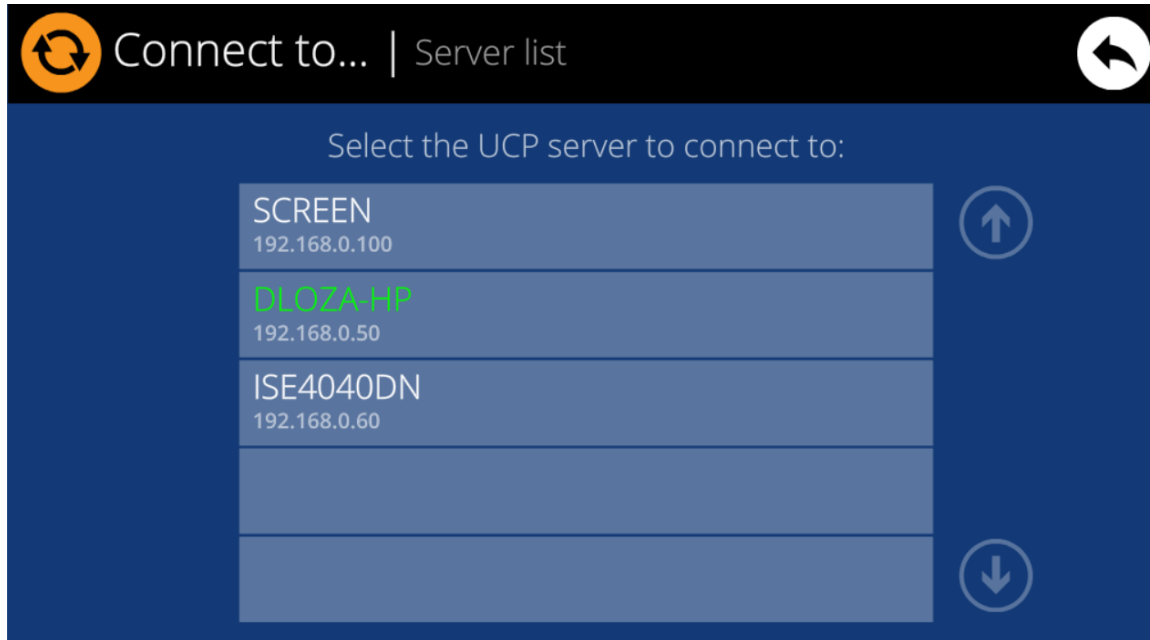 Connect to... | Server list
Select the UCP server to connect to:
SCREEN
192.168.0.100
DLOZA-HP
192.168.0.50
ISE4040DN
192.168.0.60